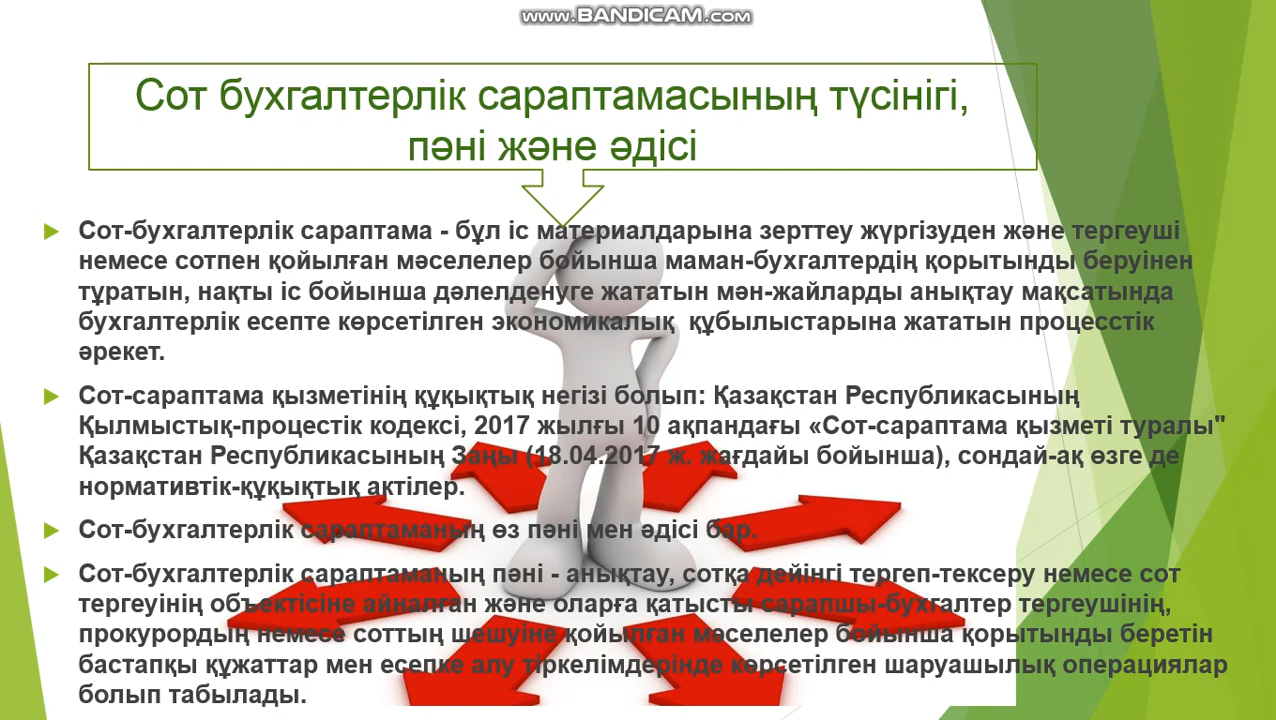 www.BANDICAM.com
Сот бухгалтерлік сараптамасының түсінігі,
пәні және әдісі
Сот-бухгалтерлік сараптама - бұл іс материалдарына зерттеу жүргізуден және тергеуші
немесе сотпен қойылған мәселелер бойынша маман-бухгалтердің қорытынды беруінен
тұратын, нақты іс бойынша дәлелденуге жататын мән-жайларды анықтау мақсатында
бухгалтерлік есепте көрсетілген экономикалық құбылыстарына жататын процесстік
әрекет.
Сот-сараптама қызметінің құқықтық негізі болып: Қазақстан Республикасының
Қылмыстық-процестік кодексі, 2017 жылғы 10 ақпандағы «Сот-сараптама қызметі туралы"
Қазақстан Республикасының Заңы (18.04.2017 ж. жағдайы бойынша), сондай-ақ өзге де
нормативтік-құқықтық актілер.
Сот-бухгалтерлік сараптаманың өз пәні мен әдісі бар.
Сот-бухгалтерлік сараптаманың пәні - анықтау, сотқа дейінгі тергеп-тексеру немесе сот
тергеуінің объектісіне айналған және оларға қатысты сарапшы-бухгалтер тергеушінің,
прокурордың немесе соттың шешуіне қойылған мәселелер бойынша қорытынды беретін
бастапқы құжаттар мен есепке алу тіркелімдерінде көрсетілген шаруашылық операциялар
болып табылады.